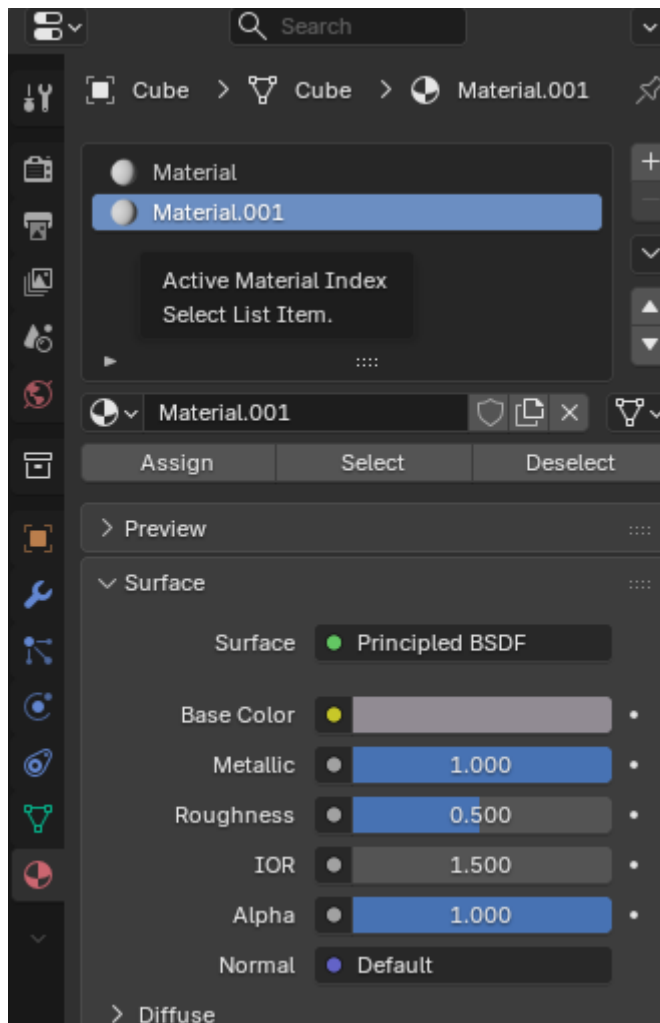 Search
Cube > Cube > Material.001
Material
Material.001
Active Material Index
Select List Item.
Material.001
Assign Select Deselect
Preview
Surface
Surface Principled BSDF
Base Color
Metallic 1.000
Roughness 0.500
IOR 1.500
Alpha 1.000
Normal Default
Diffuse